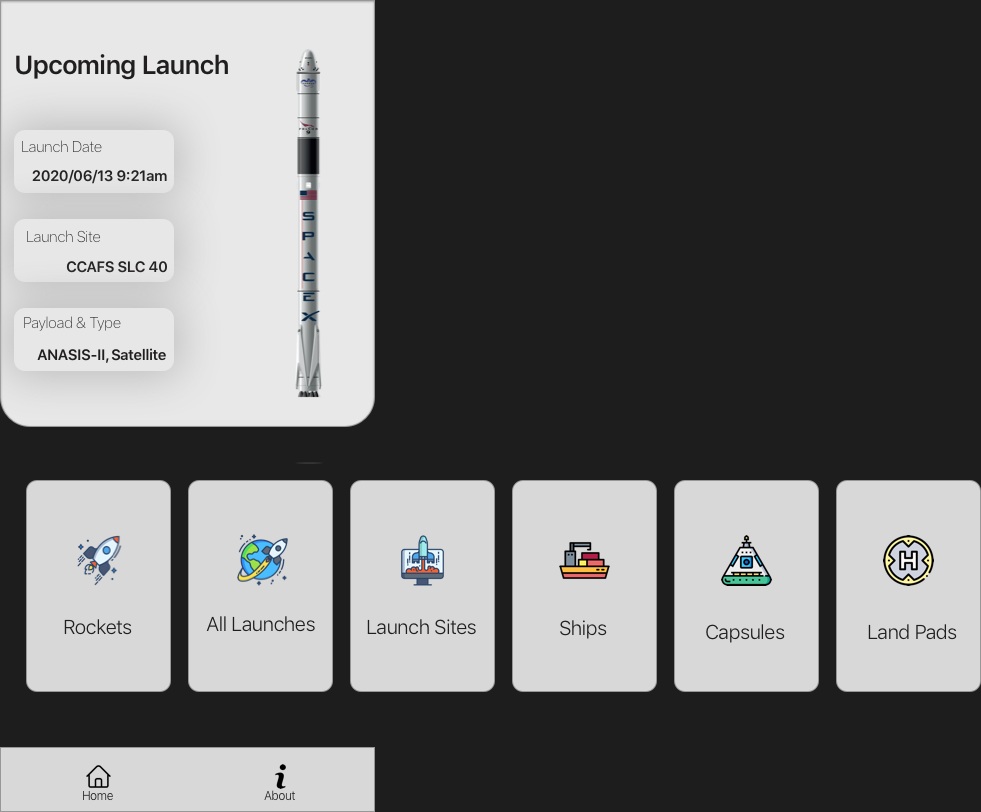 Upcoming Launch
Launch Date
2020/06/13 9:21am
Launch Site
CCAFS SLC 40
Payload & Type
ANASIS-II, Satellite
SPACEX
Rockets
All Launches
Launch Sites
Ships
Capsules
H
Land Pads
Home
About